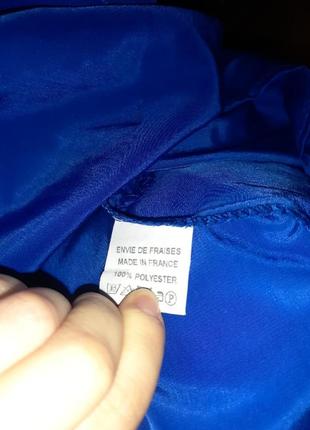 ENVIE DE FRAISES
MADE IN FRANCE
100% POLYESTER